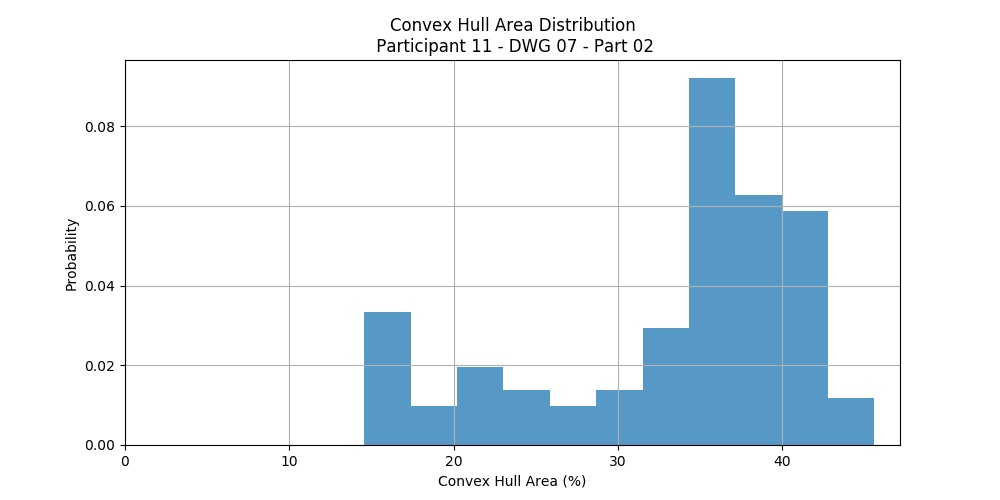 Convex Hull Area Distribution
Participant 11 - DWG 07 - Part 02
Probability
0.08
0.06
0.04
0.02
0.00
0 10 20 30 40
Convex Hull Area (%)